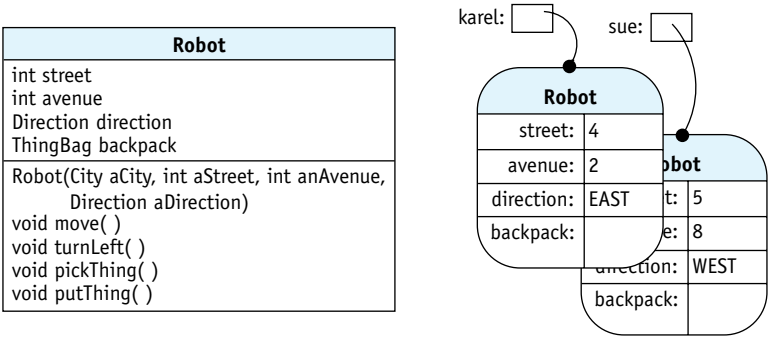 Robot
int street
int avenue
Direction direction
ThingBag backpack
Robot(City aCity, int aStreet, int anAvenue,
Direction aDirection)
void move( )
void turnLeft( )
void pickThing( )
void putThing( )
karel:
sue:
Robot
street: 4
avenue: 2
direction: EAST
backpack:
obot
t: 5
e: 8
direction: WEST
backpack: